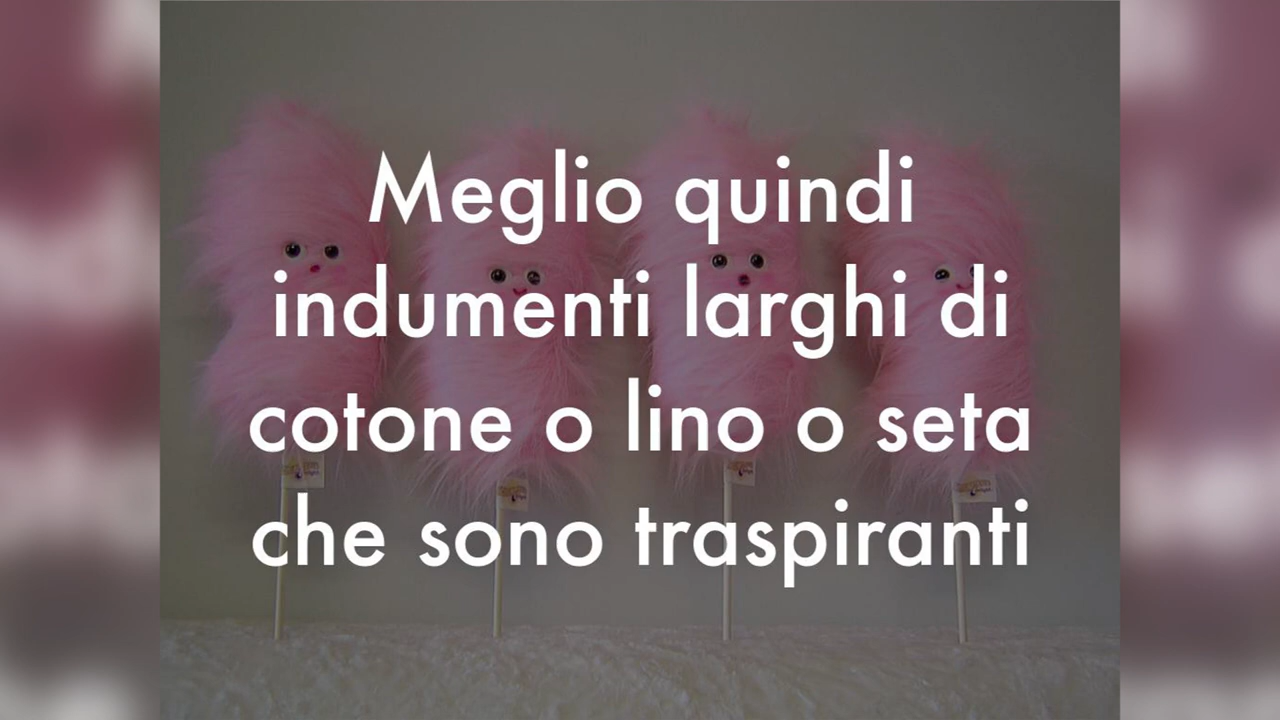 Meglio quindi
indumenti larghi di
cotone o lino o seta
che sono traspiranti